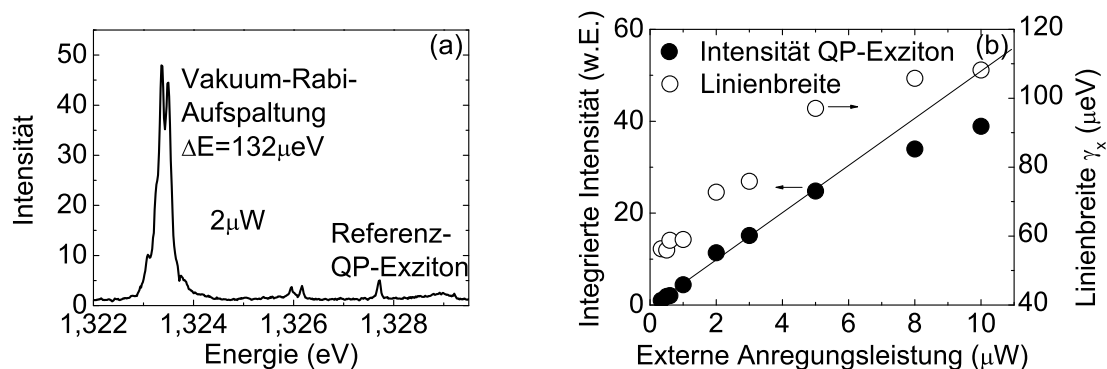 (a)
Intensität
50
40
30
20
10
0
Vakuum-Rabi-
Aufspaltung
ΔE=132μeV
2μW
Referenz-
QP-Exziton
1,322 1,324 1,326 1,328
Energie (eV)
(b)
Integrierte Intensität (w.E.)
60
40
20
0
Intensität QP-Exziton
Linienbreite
120
100
80
60
40
Linienbreite γx (μeV)
0 2 4 6 8 10
Externe Anregungsleistung (μW)